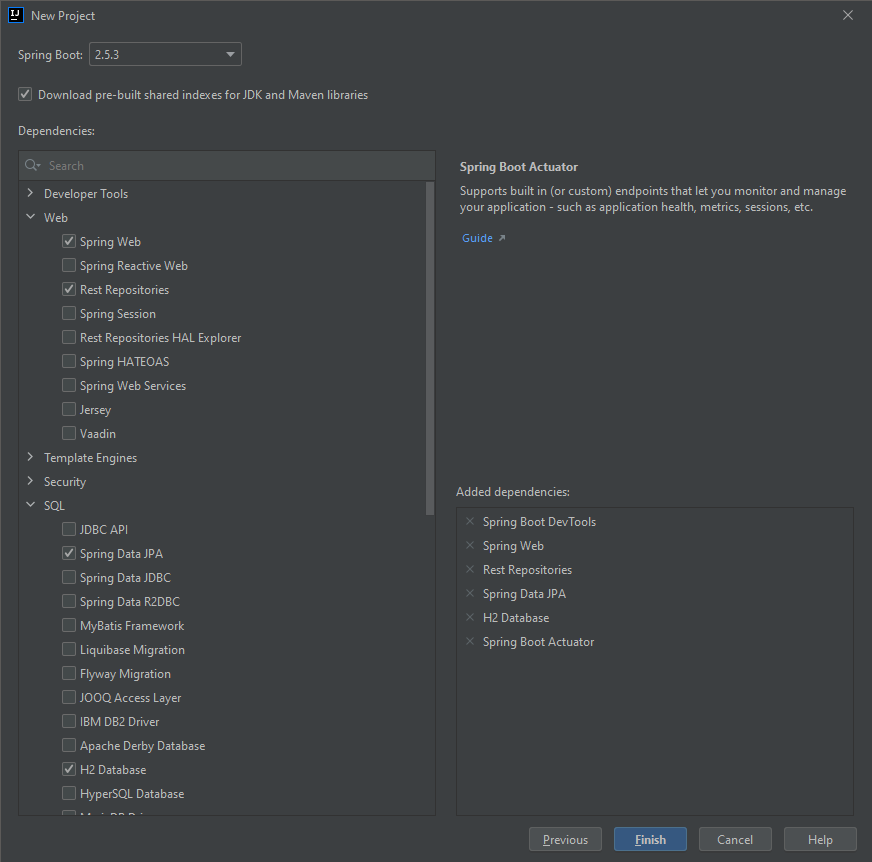 IJ
New Project
Spring Boot: 2.5.3
Download pre-built shared indexes for JDK and Maven libraries
Dependencies:
Search
Developer Tools
Web
Spring Web
Spring Reactive Web
Rest Repositories
Spring Session
Rest Repositories HAL Explorer
Spring HATEOAS
Spring Web Services
Jersey
Vaadin
Template Engines
Security
SQL
JDBC API
Spring Data JPA
Spring Data JDBC
Spring Data R2DBC
MyBatis Framework
Liquibase Migration
Flyway Migration
JOOQ Access Layer
IBM DB2 Driver
Apache Derby Database
H2 Database
HyperSQL Database
Spring Boot Actuator
Supports built in (or custom) endpoints that let you monitor and manage
your application - such as application health, metrics, sessions, etc.
Guide
Added dependencies:
Spring Boot DevTools
Spring Web
Rest Repositories
Spring Data JPA
H2 Database
Spring Boot Actuator
Previous
Finish
Cancel
Help